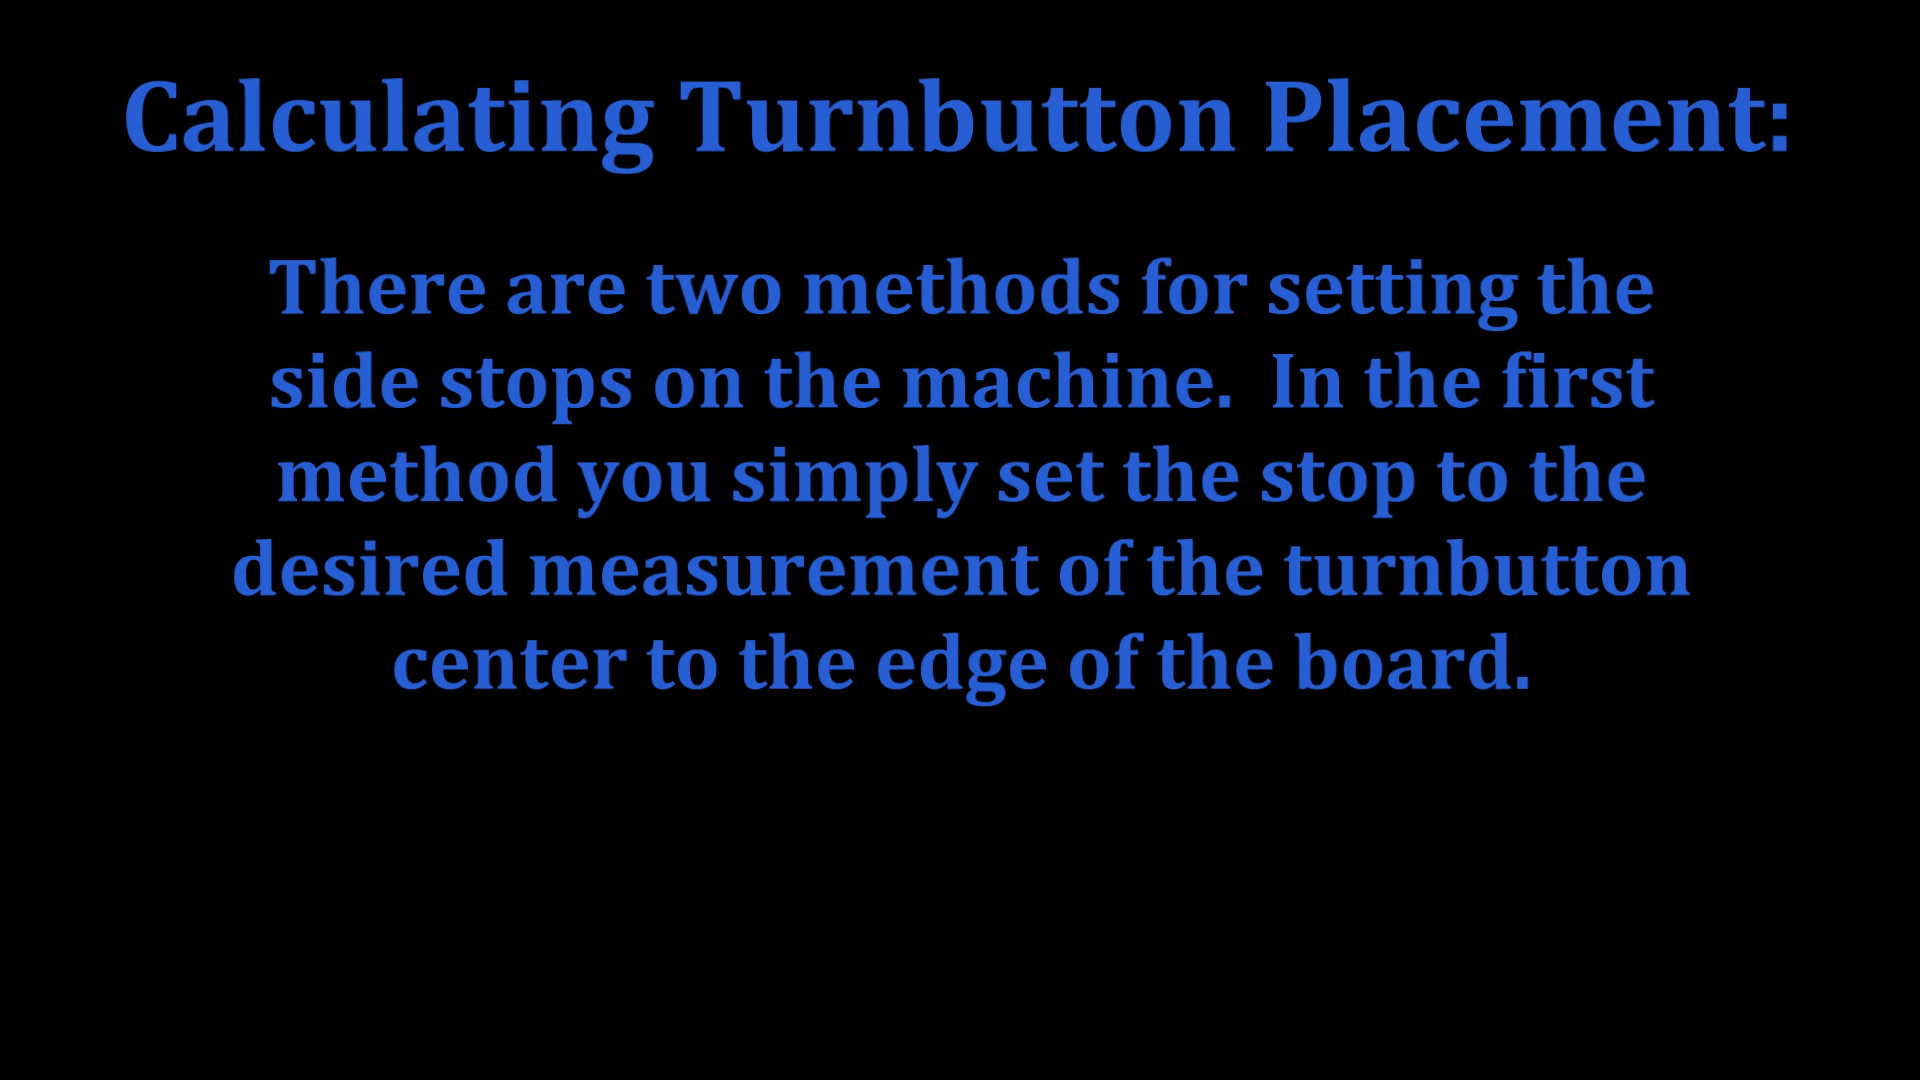 Calculating Turnbutton Placement:
There are two methods for setting the
side stops on the machine.  In the first
method you simply set the stop to the
desired measurement of the turnbutton
center to the edge of the board.